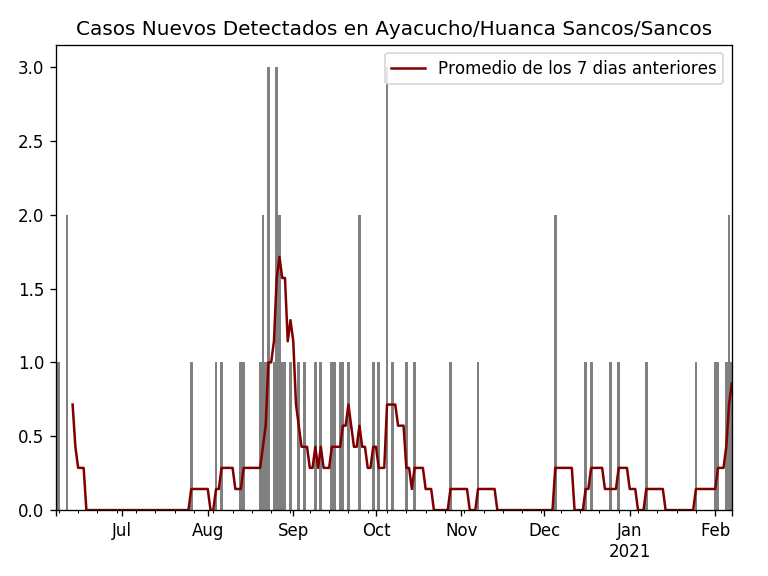 Casos Nuevos Detectados en Ayacucho/Huanca Sancos/Sancos
Promedio de los 7 dias anteriores
3.0
2.5
2.0
1.5
1.0
0.5
0.0
Jul Aug Sep Oct Nov Dec Jan Feb
2021